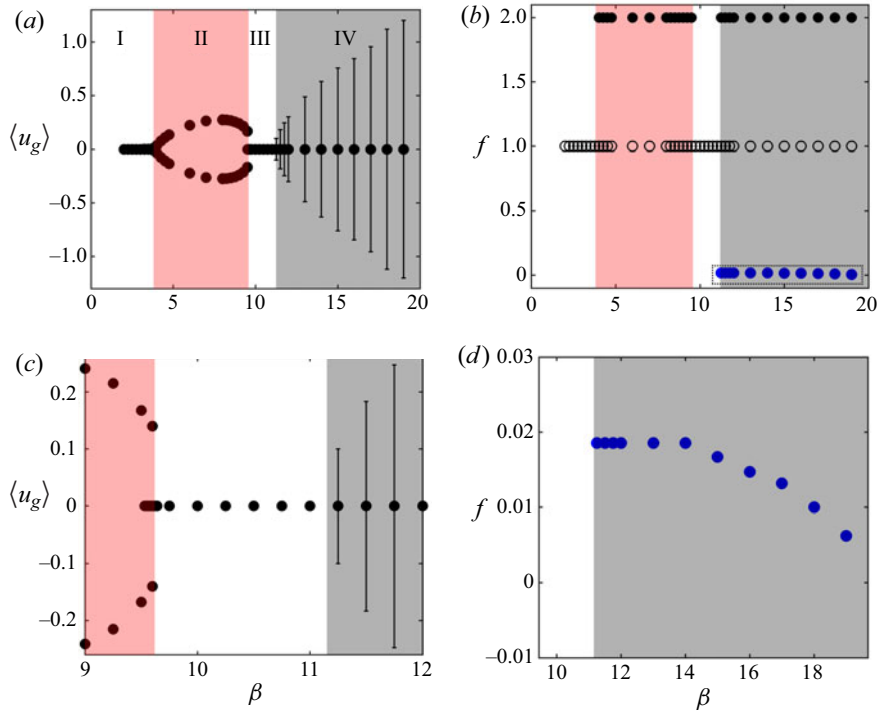 (a)
I II III IV
⟨u_g⟩
1.0
0.5
0
–0.5
–1.0
0 5 10 15 20
(b)
f
2.0
1.5
1.0
0.5
0
0 5 10 15 20
(c)
⟨u_g⟩
0.2
0.1
0
–0.1
–0.2
9 10 11 12
β
(d)
f
0.03
0.02
0.01
0
–0.01
10 12 14 16 18
β